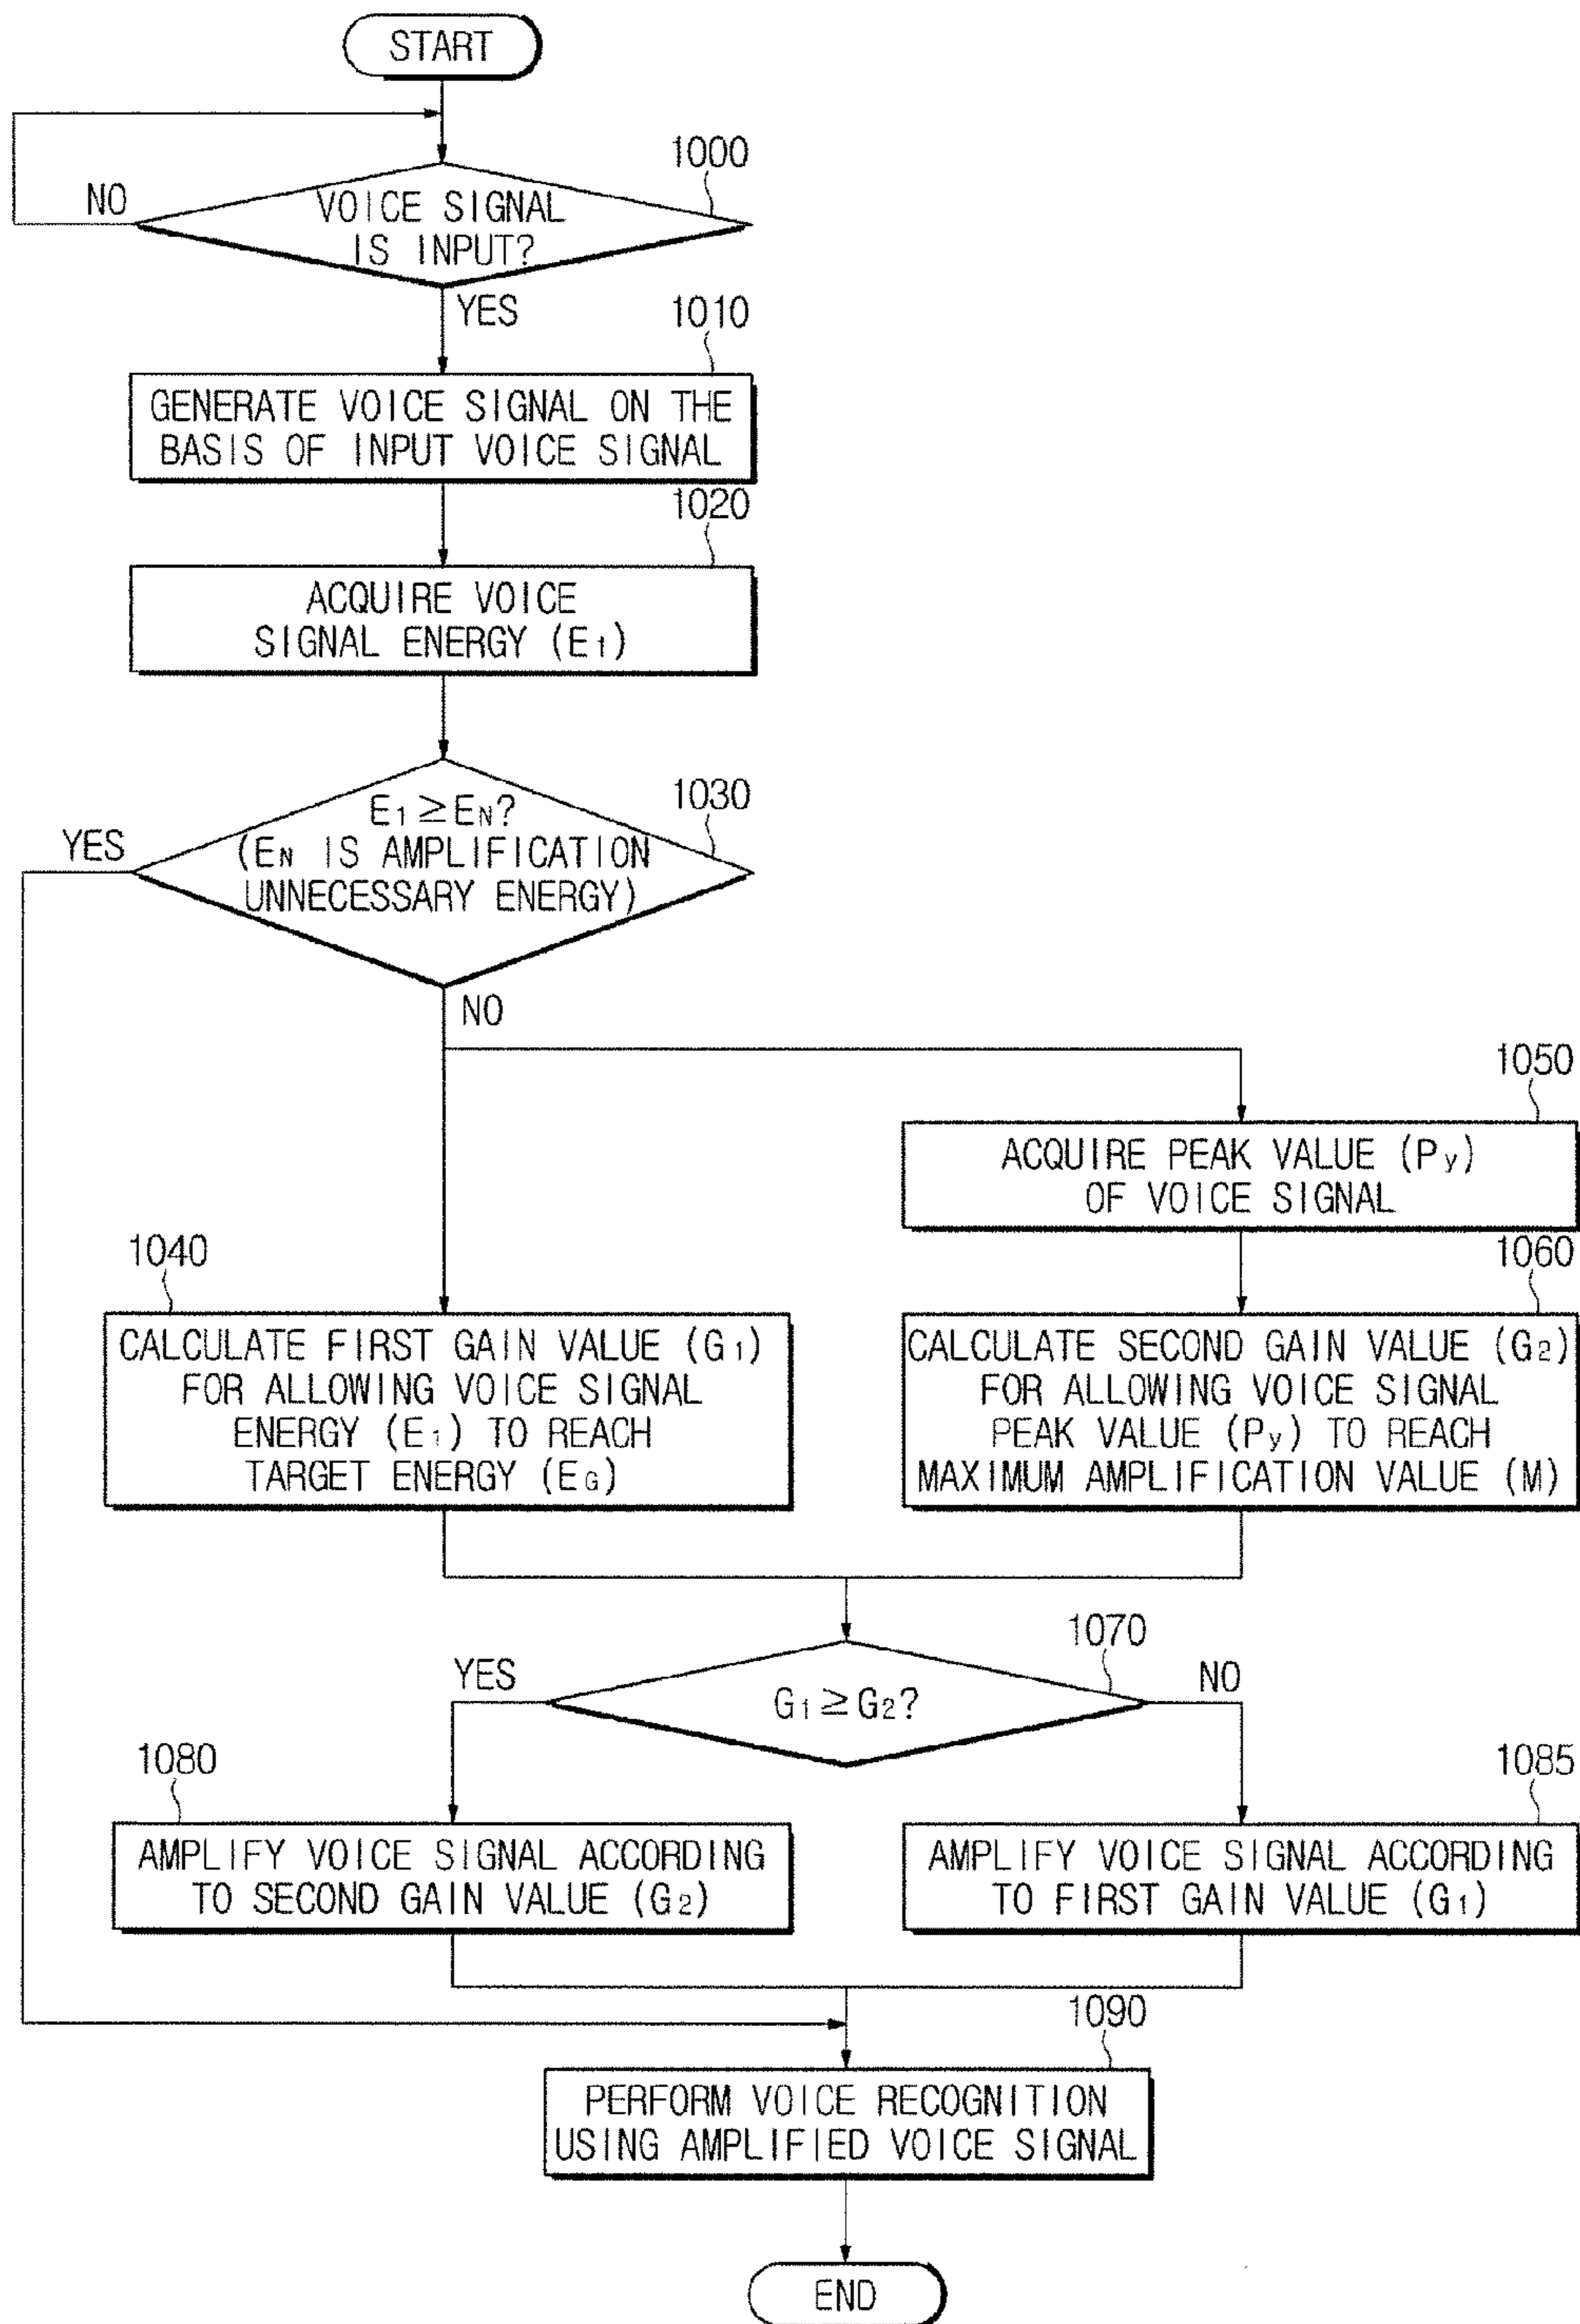 START
1000
NO
VOICE SIGNAL
IS INPUT?
YES
1010
GENERATE VOICE SIGNAL ON THE
BASIS OF INPUT VOICE SIGNAL
1020
ACQUIRE VOICE
SIGNAL ENERGY (E1)
1030
YES
E1≥EN?
(EN IS AMPLIFICATION
UNNECESSARY ENERGY)
NO
1050
ACQUIRE PEAK VALUE (Py)
OF VOICE SIGNAL
1040
CALCULATE FIRST GAIN VALUE (G1)
FOR ALLOWING VOICE SIGNAL
ENERGY (E1) TO REACH
TARGET ENERGY (EG)
1060
CALCULATE SECOND GAIN VALUE (G2)
FOR ALLOWING VOICE SIGNAL
PEAK VALUE (Py) TO REACH
MAXIMUM AMPLIFICATION VALUE (M)
1070
YES
G1≥G2?
NO
1080
AMPLIFY VOICE SIGNAL ACCORDING
TO SECOND GAIN VALUE (G2)
1085
AMPLIFY VOICE SIGNAL ACCORDING
TO FIRST GAIN VALUE (G1)
1090
PERFORM VOICE RECOGNITION
USING AMPLIFIED VOICE SIGNAL
END